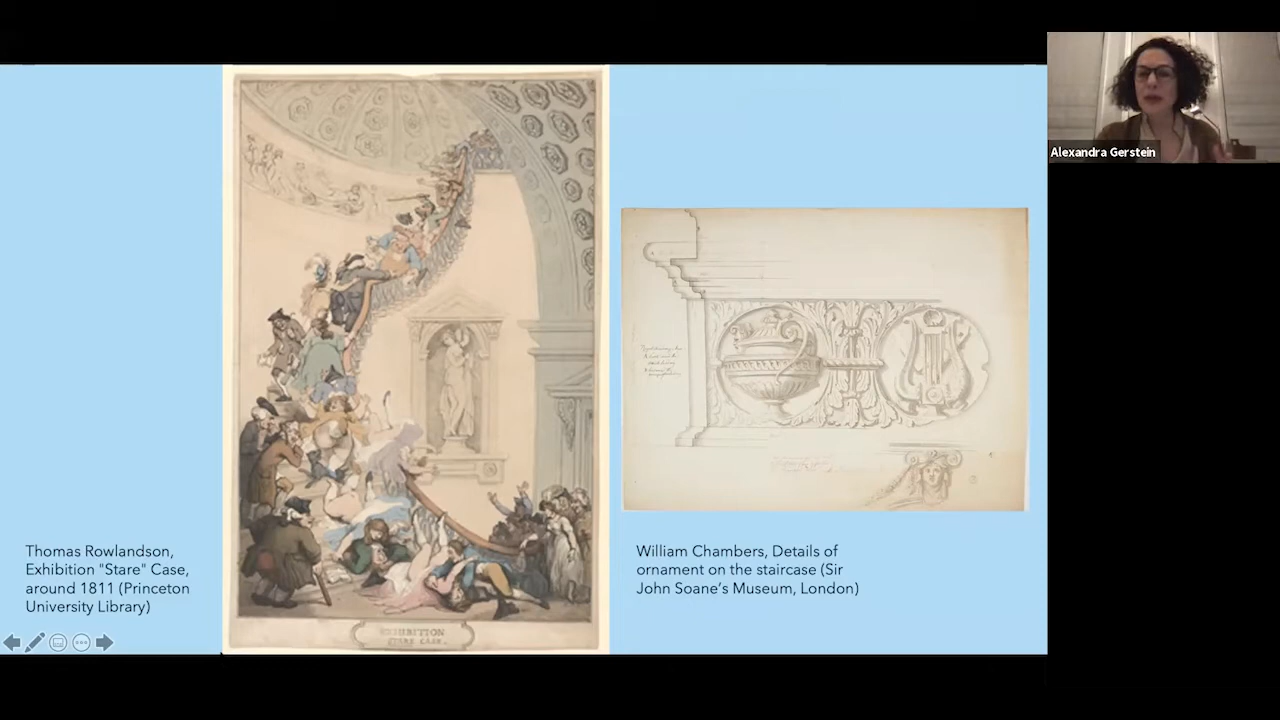 Alexandra Gerstein
EXHIBITION
STARE CASE.
Thomas Rowlandson,
Exhibition "Stare" Case,
around 1811 (Princeton
University Library)
William Chambers, Details of
ornament on the staircase (Sir
John Soane’s Museum, London)